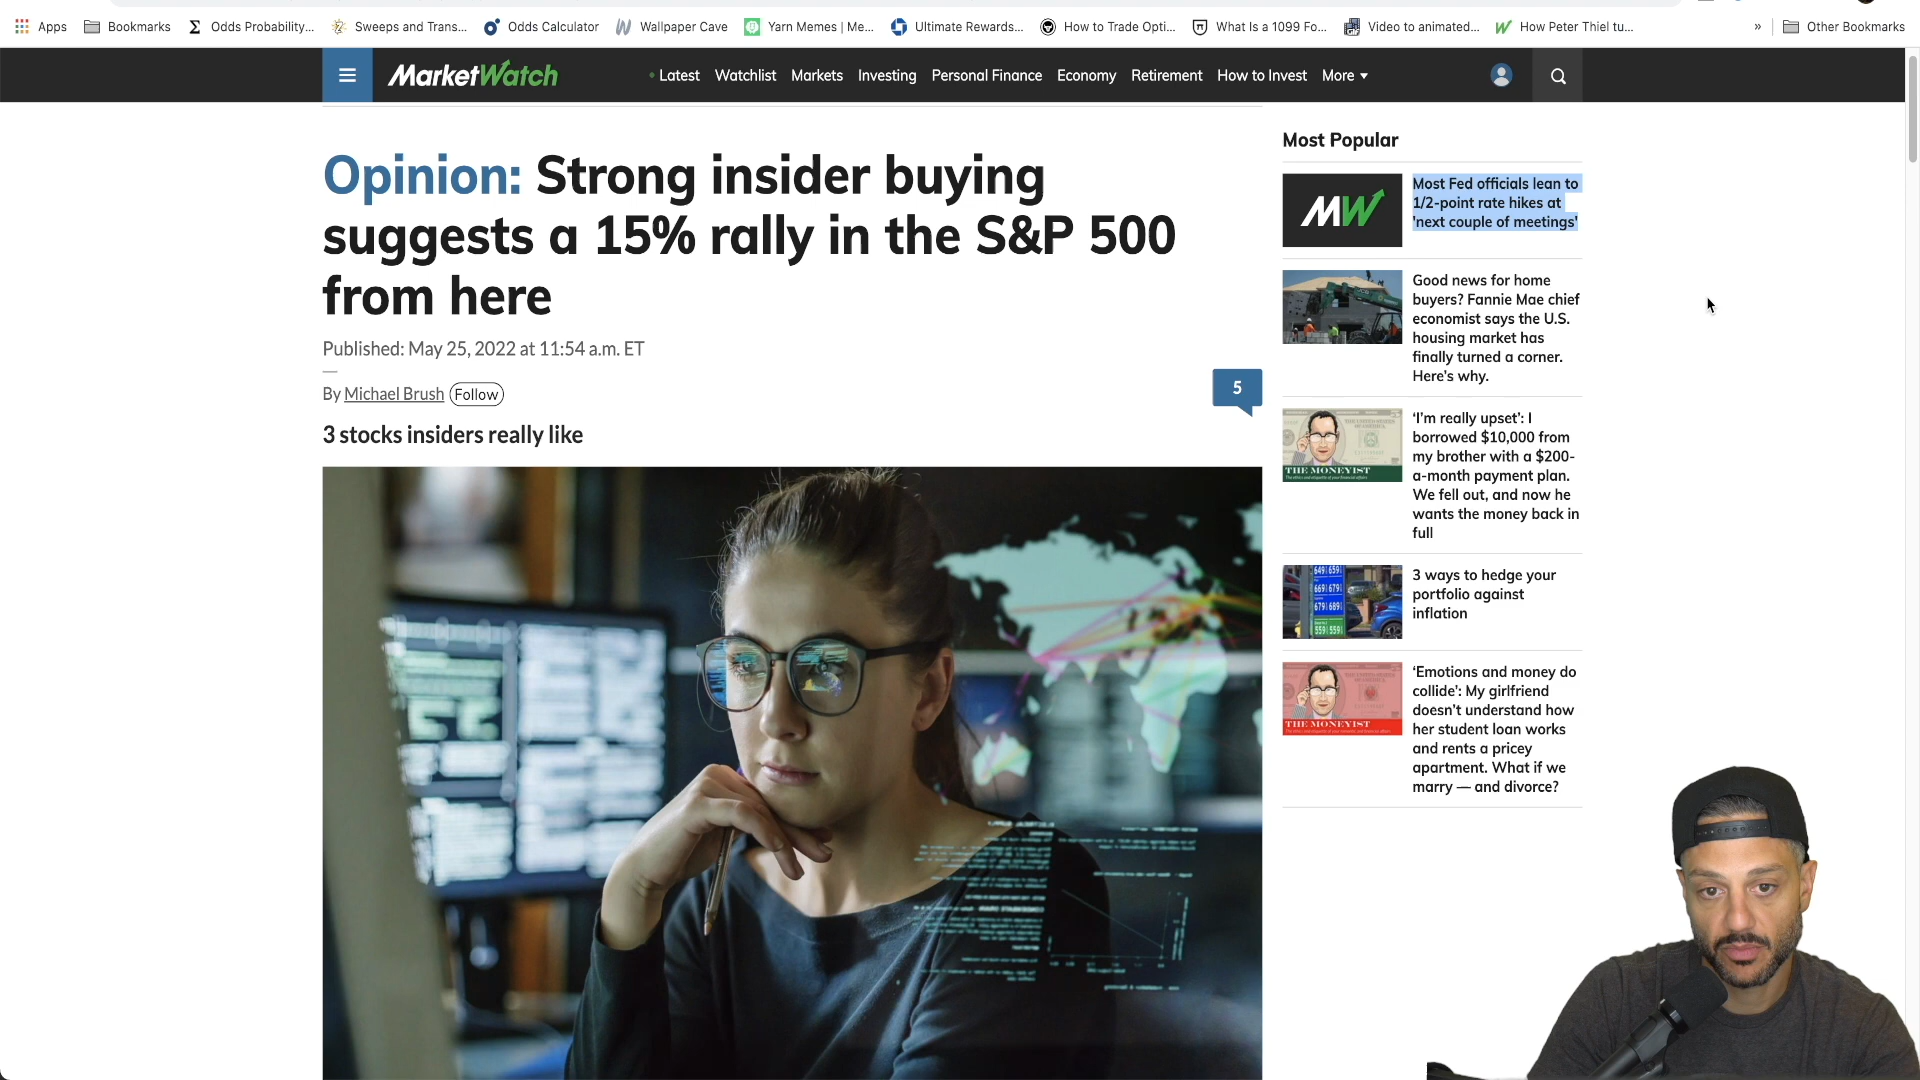 Apps
Bookmarks
Odds Probability...
Sweeps and Trans...
Odds Calculator
Wallpaper Cave
Yarn Memes | Me...
Ultimate Rewards...
How to Trade Opti...
What Is a 1099 Fo...
Video to animated...
How Peter Thiel tu...
»
Other Bookmarks
MarketWatch
Latest
Watchlist
Markets
Investing
Personal Finance
Economy
Retirement
How to Invest
More
Opinion: Strong insider buying
suggests a 15% rally in the S&P 500
from here
Published: May 25, 2022 at 11:54 a.m. ET
By Michael Brush Follow
5
3 stocks insiders really like
Most Popular
MW
Most Fed officials lean to
1/2-point rate hikes at
'next couple of meetings'
Good news for home
buyers? Fannie Mae chief
economist says the U.S.
housing market has
finally turned a corner.
Here's why.
THE MONEYIST
‘I’m really upset’: I
borrowed $10,000 from
my brother with a $200-
a-month payment plan.
We fell out, and now he
wants the money back in
full
3 ways to hedge your
portfolio against
inflation
THE MONEYIST
‘Emotions and money do
collide’: My girlfriend
doesn’t understand how
her student loan works
and rents a pricey
apartment. What if we
marry — and divorce?